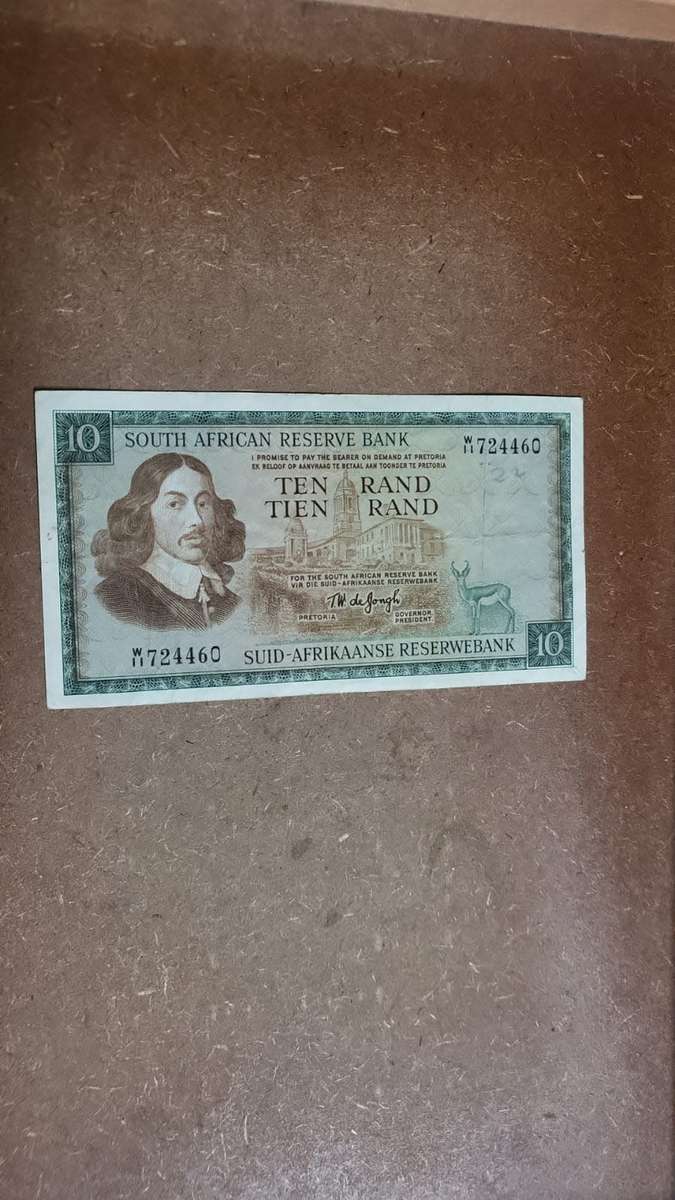 10
SOUTH AFRICAN RESERVE BANK
W/11 724460
I PROMISE TO PAY THE BEARER ON DEMAND AT PRETORIA
EK BELOOF OP AANVRAAG TE BETAAL AAN TOONDER TE PRETORIA
TEN RAND
TIEN RAND
FOR THE SOUTH AFRICAN RESERVE BANK
VIR DIE SUID-AFRIKAANSE RESERWEBANK
T.W. de Jongh
PRETORIA
GOVERNOR
PRESIDENT
W/11 724460
SUID-AFRIKAANSE RESERWEBANK
10